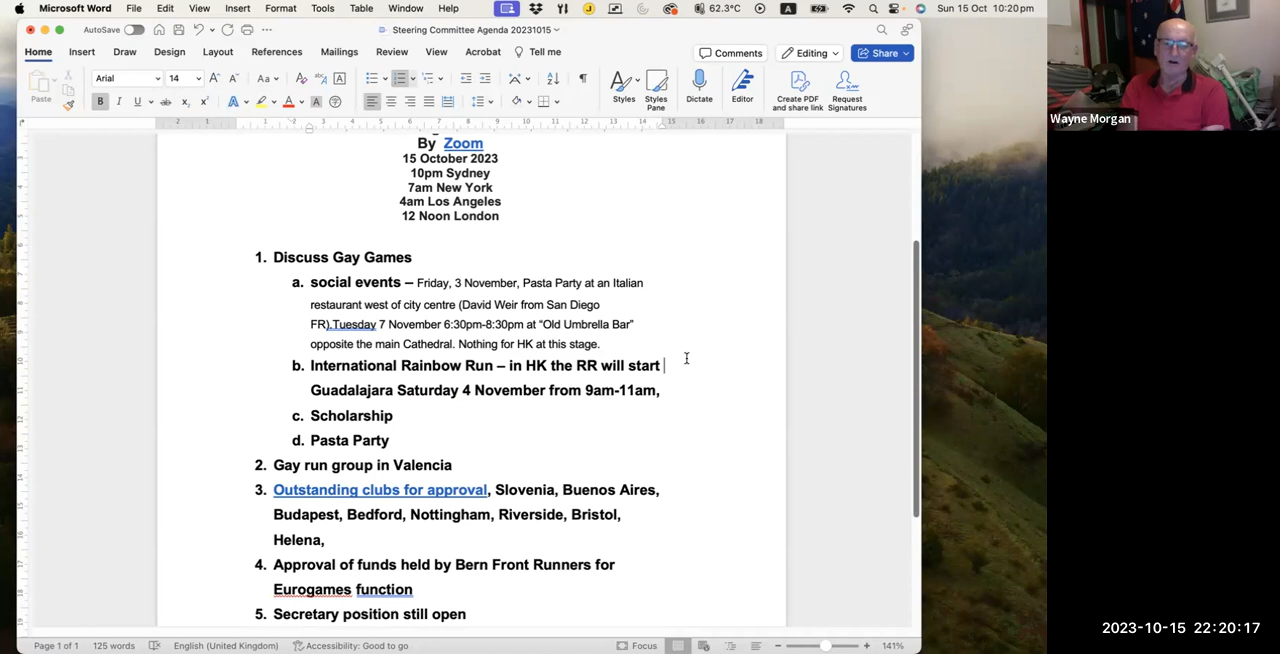 Microsoft Word File Edit View Insert Format Tools Table Window Help 62.3°C Sun 15 Oct 10:20pm
AutoSave Steering Committee Agenda 20231015
Home Insert Draw Design Layout References Mailings Review View Acrobat Tell me Comments Editing Share
Paste Arial 14 Styles Styles Pane Dictate Editor Create PDF and share link Request Signatures
By Zoom
15 October 2023
10pm Sydney
7am New York
4am Los Angeles
12 Noon London
1. Discuss Gay Games
a. social events – Friday, 3 November, Pasta Party at an Italian
restaurant west of city centre (David Weir from San Diego
FR).Tuesday 7 November 6:30pm-8:30pm at “Old Umbrella Bar”
opposite the main Cathedral. Nothing for HK at this stage.
b. International Rainbow Run – in HK the RR will start
Guadalajara Saturday 4 November from 9am-11am,
c. Scholarship
d. Pasta Party
2. Gay run group in Valencia
3. Outstanding clubs for approval, Slovenia, Buenos Aires,
Budapest, Bedford, Nottingham, Riverside, Bristol,
Helena,
4. Approval of funds held by Bern Front Runners for
Eurogames function
5. Secretary position still open
Page 1 of 1 125 words English (United Kingdom) Accessibility: Good to go Focus 141%
Wayne Morgan
2023-10-15 22:20:17